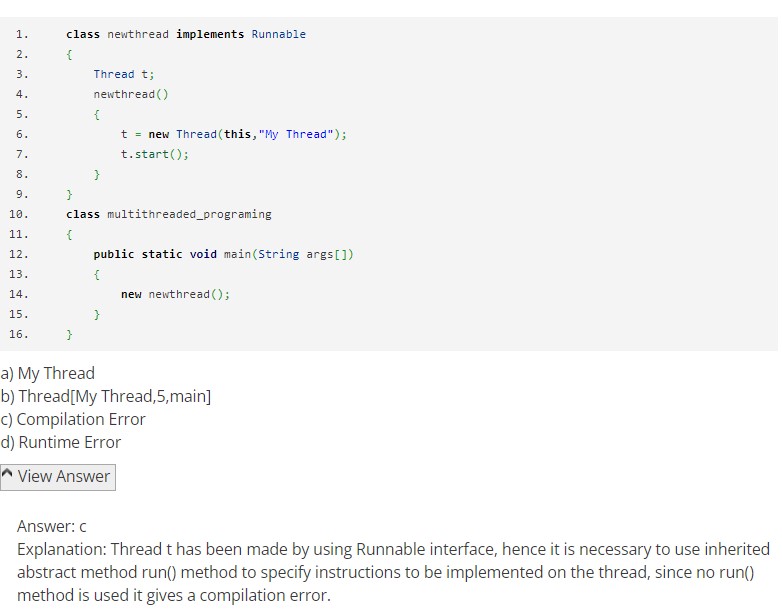 1. class newthread implements Runnable
2. {
3. Thread t;
4. newthread()
5. {
6. t = new Thread(this,"My Thread");
7. t.start();
8. }
9. }
10. class multithreaded_programing
11. {
12. public static void main(String args[])
13. {
14. new newthread();
15. }
16. }
a) My Thread
b) Thread[My Thread,5,main]
c) Compilation Error
d) Runtime Error
View Answer
Answer: c
Explanation: Thread t has been made by using Runnable interface, hence it is necessary to use inherited
abstract method run() method to specify instructions to be implemented on the thread, since no run()
method is used it gives a compilation error.